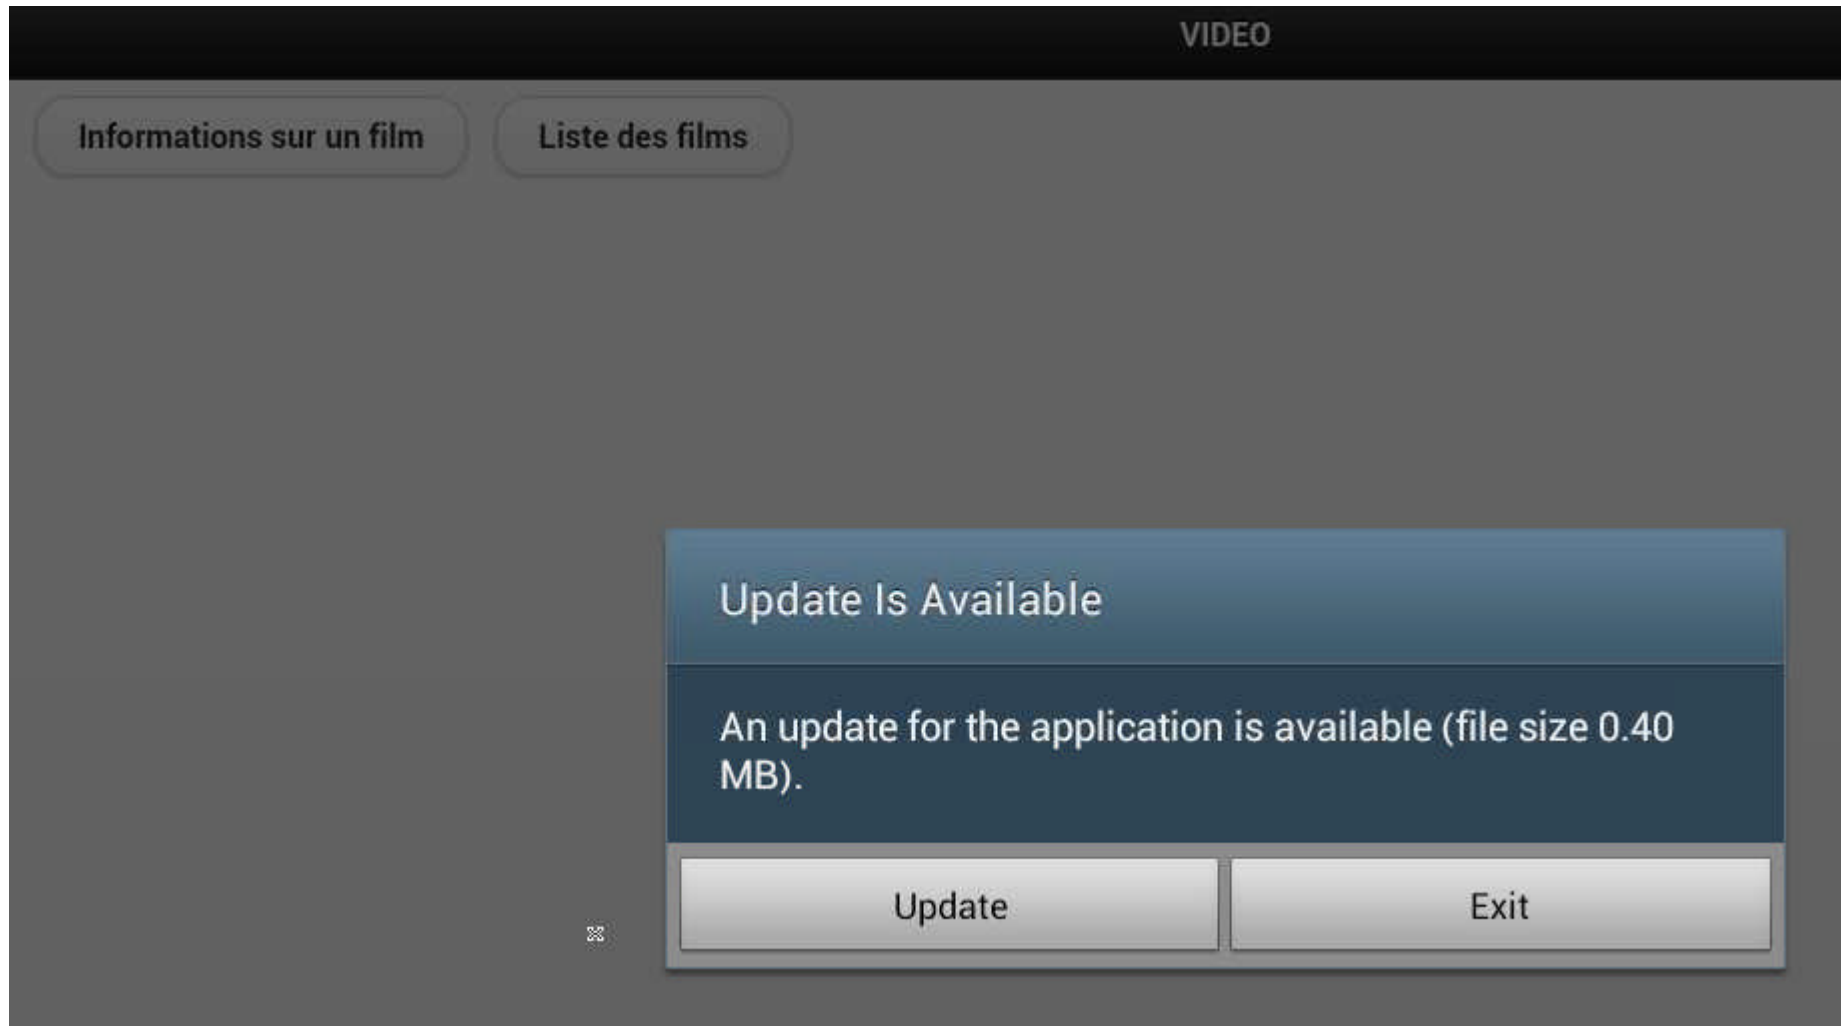 VIDEO
Informations sur un film
Liste des films
Update Is Available
An update for the application is available (file size 0.40
MB).
Update
Exit